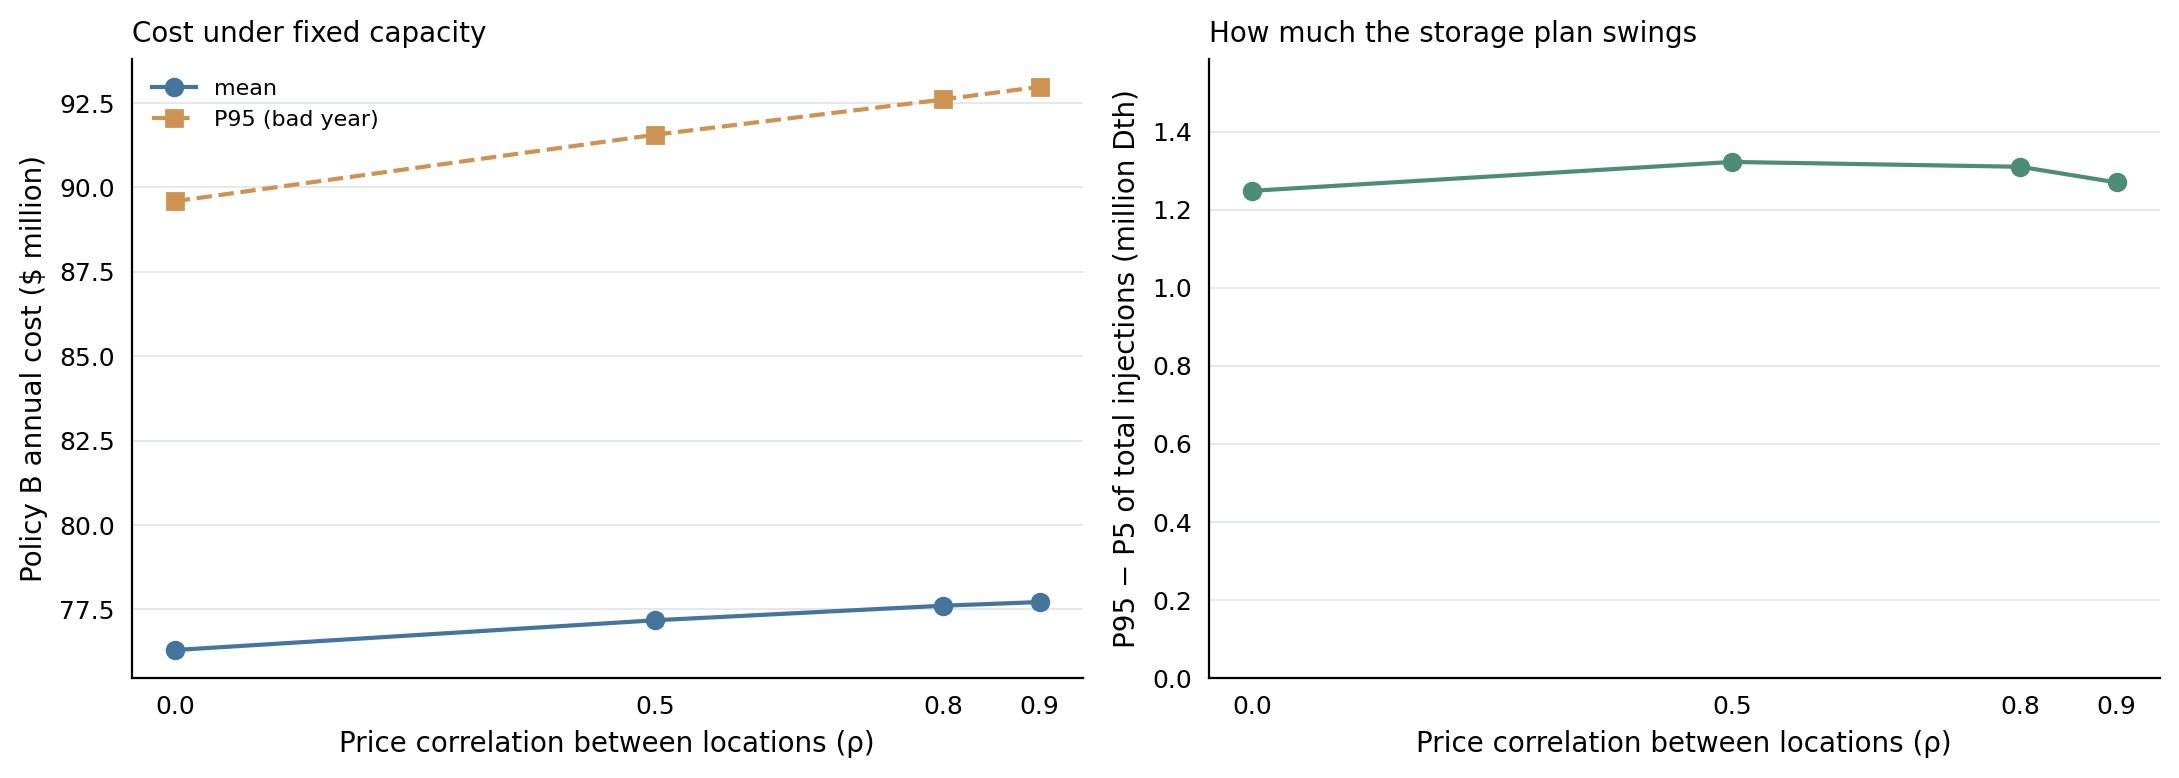 Cost under fixed capacity
mean
P95 (bad year)
Policy B annual cost ($ million)
92.5
90.0
87.5
85.0
82.5
80.0
77.5
0.0
0.5
0.8
0.9
Price correlation between locations (ρ)
How much the storage plan swings
P95 − P5 of total injections (million Dth)
1.4
1.2
1.0
0.8
0.6
0.4
0.2
0.0
0.0
0.5
0.8
0.9
Price correlation between locations (ρ)